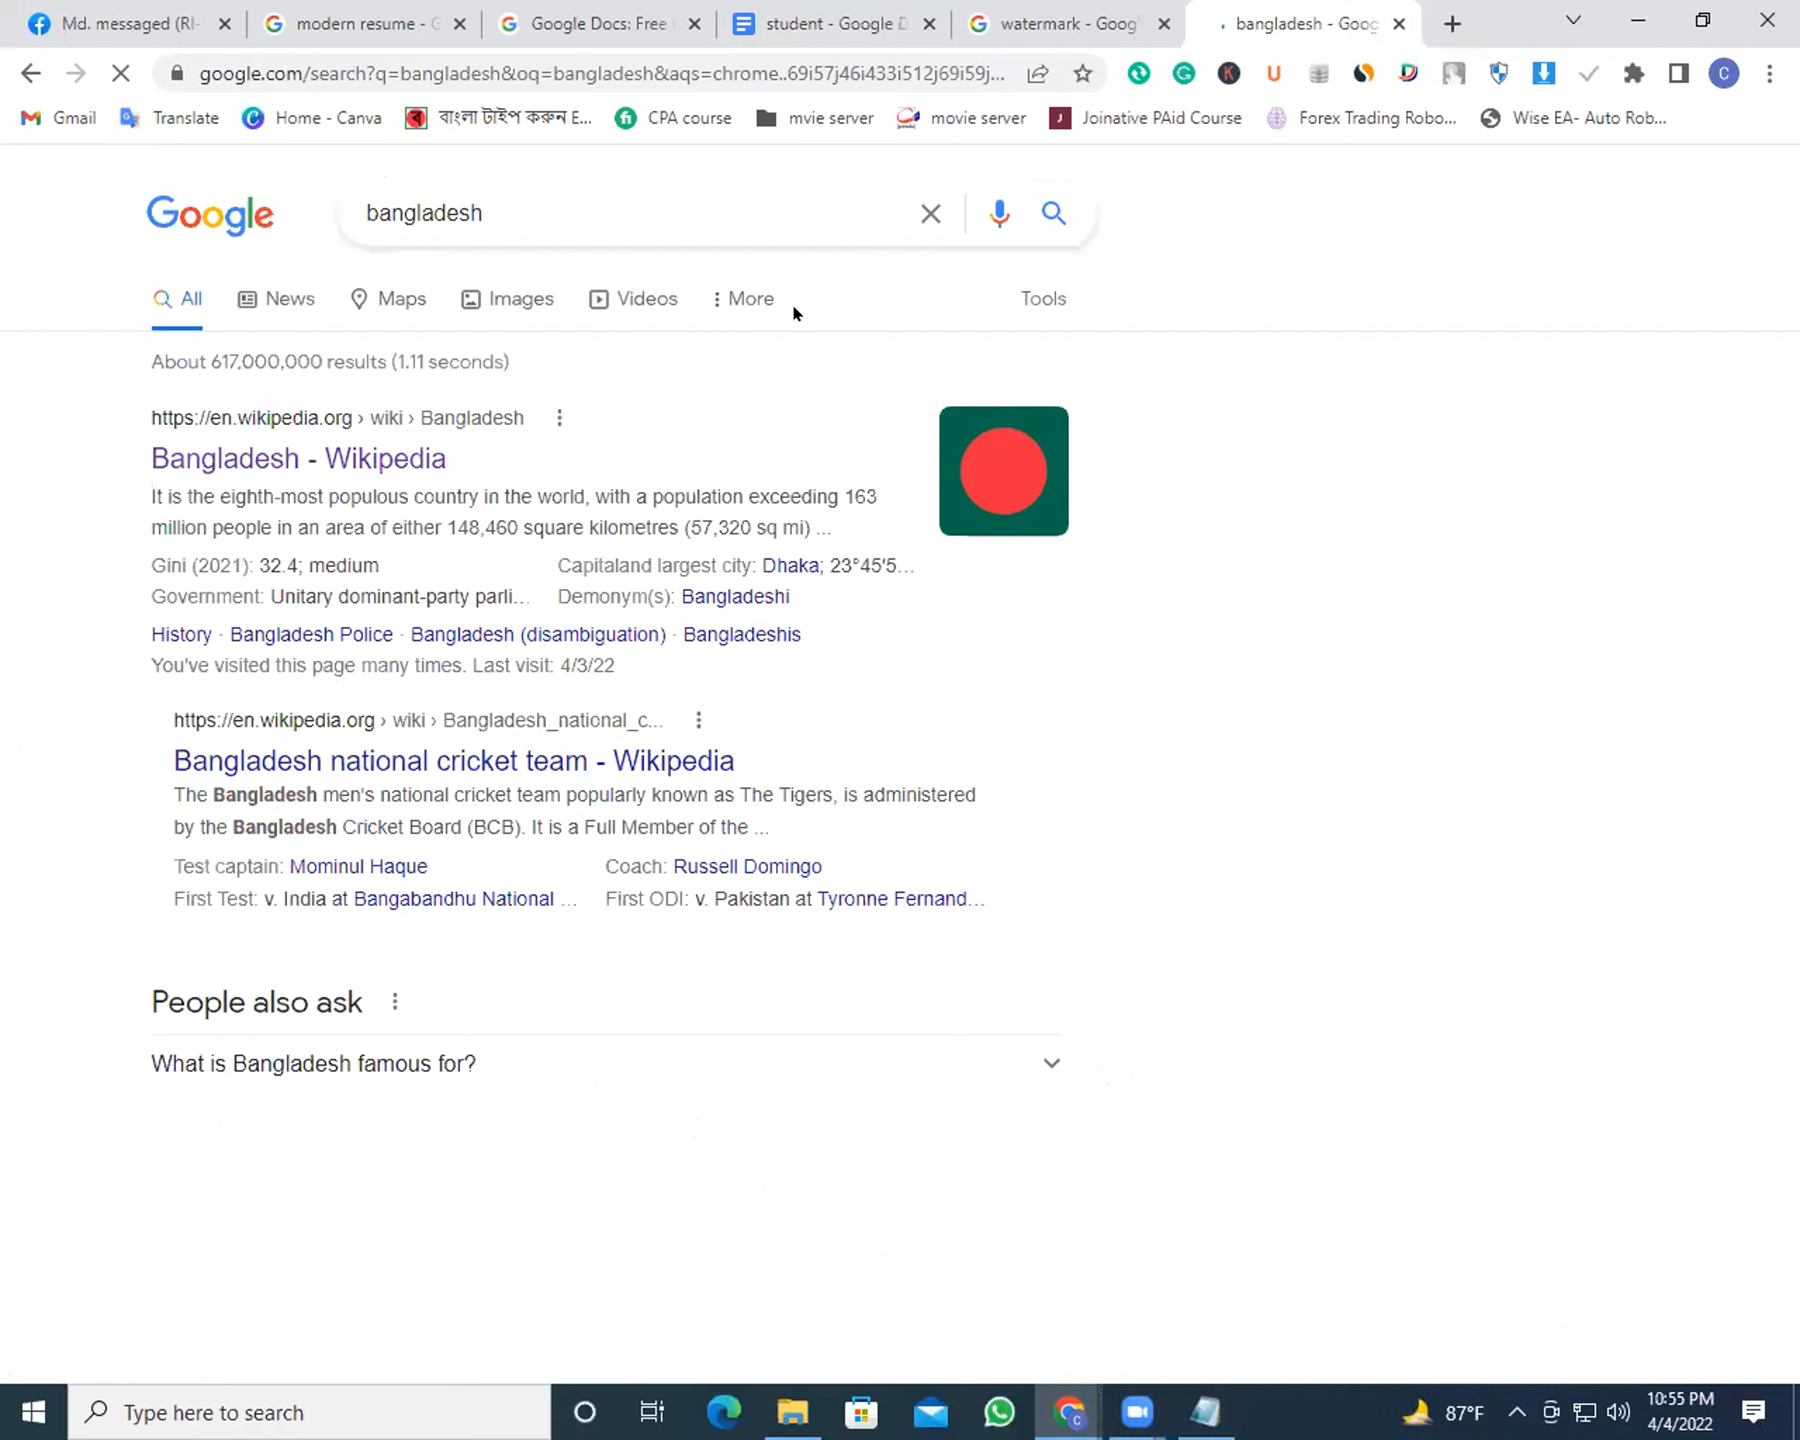 Md. messaged (RI-
modern resume - G
Google Docs: Free
student - Google D
watermark - Goog
bangladesh - Goog
google.com/search?q=bangladesh&oq=bangladesh&aqs=chrome..69i57j46i433i512j69i59j...
C
Gmail
Translate
Home - Canva
বাংলা টাইপ করুন E...
CPA course
mvie server
movie server
Joinative PAid Course
Forex Trading Robo...
Wise EA- Auto Rob...
Google
bangladesh
All
News
Maps
Images
Videos
More
Tools
About 617,000,000 results (1.11 seconds)
https://en.wikipedia.org › wiki › Bangladesh
Bangladesh - Wikipedia
It is the eighth-most populous country in the world, with a population exceeding 163
million people in an area of either 148,460 square kilometres (57,320 sq mi) ...
Gini (2021): 32.4; medium
Capitaland largest city: Dhaka; 23°45′5...
Government: Unitary dominant-party parli...
Demonym(s): Bangladeshi
History · Bangladesh Police · Bangladesh (disambiguation) · Bangladeshis
You've visited this page many times. Last visit: 4/3/22
https://en.wikipedia.org › wiki › Bangladesh_national_c...
Bangladesh national cricket team - Wikipedia
The Bangladesh men's national cricket team popularly known as The Tigers, is administered
by the Bangladesh Cricket Board (BCB). It is a Full Member of the ...
Test captain: Mominul Haque
Coach: Russell Domingo
First Test: v. India at Bangabandhu National ...
First ODI: v. Pakistan at Tyronne Fernand...
People also ask
What is Bangladesh famous for?
Type here to search
87°F
10:55 PM
4/4/2022